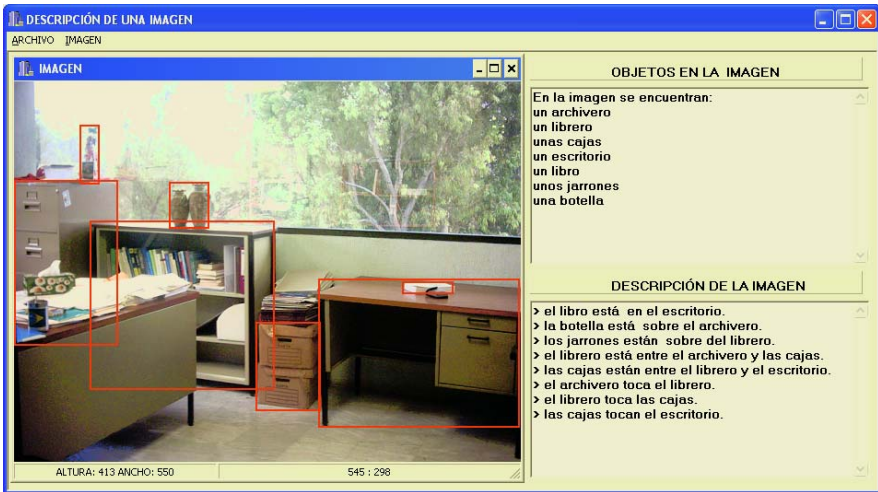 DESCRIPCIÓN DE UNA IMAGEN
ARCHIVO IMAGEN
IMAGEN
ALTURA: 413 ANCHO: 550
545 : 298
OBJETOS EN LA IMAGEN
En la imagen se encuentran:
un archivero
un librero
unas cajas
un escritorio
un libro
unos jarrones
una botella
DESCRIPCIÓN DE LA IMAGEN
> el libro está en el escritorio.
> la botella está sobre el archivero.
> los jarrones están sobre del librero.
> el librero está entre el archivero y las cajas.
> las cajas están entre el librero y el escritorio.
> el archivero toca el librero.
> el librero toca las cajas.
> las cajas tocan el escritorio.